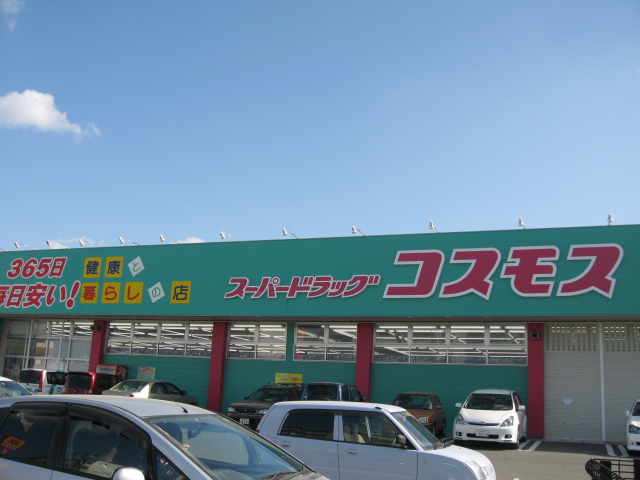 365日
毎日安い!
健康と
暮らしの店
スーパードラッグ コスモス